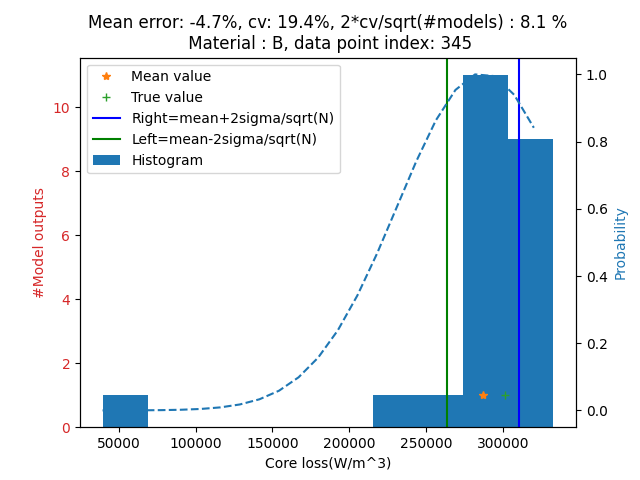 Mean error: -4.7%, cv: 19.4%, 2*cv/sqrt(#models) : 8.1 %
Material : B, data point index: 345
Mean value
True value
Right=mean+2sigma/sqrt(N)
Left=mean-2sigma/sqrt(N)
Histogram
#Model outputs
10
8
6
4
2
0
1.0
0.8
0.6
0.4
0.2
0.0
Probability
50000 100000 150000 200000 250000 300000
Core loss(W/m^3)